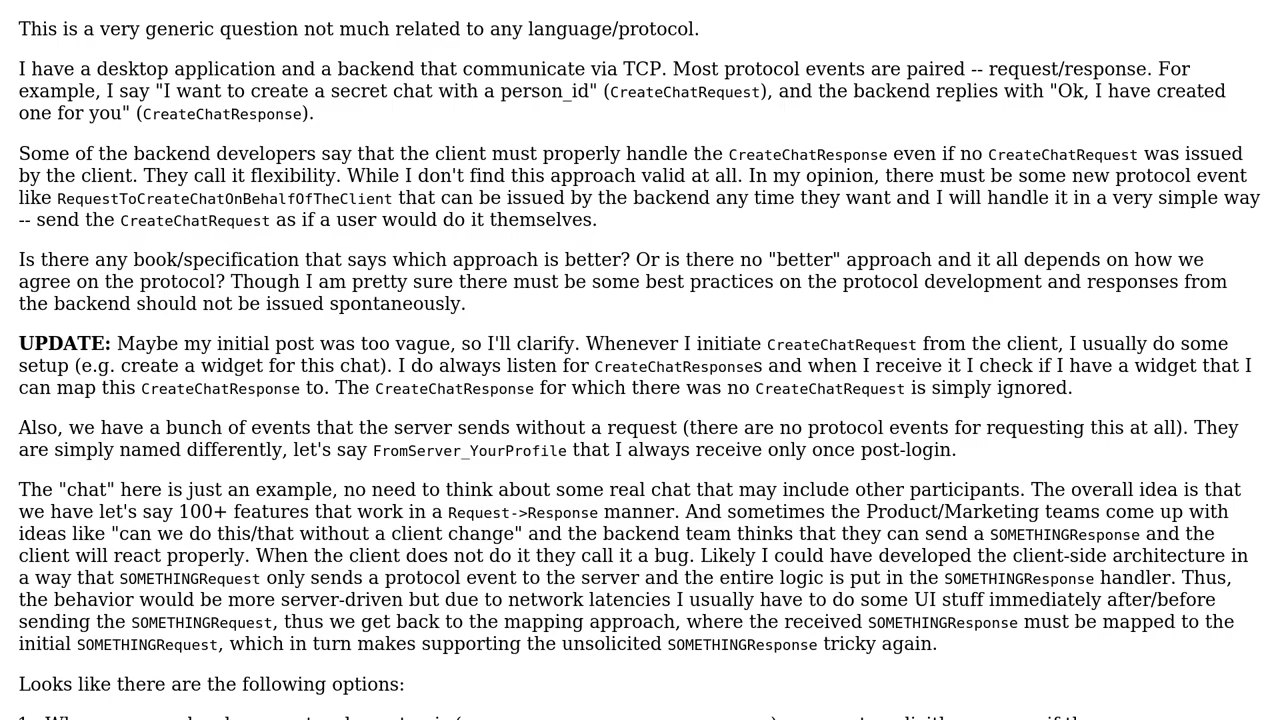 This is a very generic question not much related to any language/protocol.
I have a desktop application and a backend that communicate via TCP. Most protocol events are paired -- request/response. For
example, I say "I want to create a secret chat with a person_id" (CreateChatRequest), and the backend replies with "Ok, I have created
one for you" (CreateChatResponse).
Some of the backend developers say that the client must properly handle the CreateChatResponse even if no CreateChatRequest was issued
by the client. They call it flexibility. While I don't find this approach valid at all. In my opinion, there must be some new protocol event
like RequestToCreateChatOnBehalfOfTheClient that can be issued by the backend any time they want and I will handle it in a very simple way
-- send the CreateChatRequest as if a user would do it themselves.
Is there any book/specification that says which approach is better? Or is there no "better" approach and it all depends on how we
agree on the protocol? Though I am pretty sure there must be some best practices on the protocol development and responses from
the backend should not be issued spontaneously.
UPDATE: Maybe my initial post was too vague, so I'll clarify. Whenever I initiate CreateChatRequest from the client, I usually do some
setup (e.g. create a widget for this chat). I do always listen for CreateChatResponses and when I receive it I check if I have a widget that I
can map this CreateChatResponse to. The CreateChatResponse for which there was no CreateChatRequest is simply ignored.
Also, we have a bunch of events that the server sends without a request (there are no protocol events for requesting this at all). They
are simply named differently, let's say FromServer_YourProfile that I always receive only once post-login.
The "chat" here is just an example, no need to think about some real chat that may include other participants. The overall idea is that
we have let's say 100+ features that work in a Request->Response manner. And sometimes the Product/Marketing teams come up with
ideas like "can we do this/that without a client change" and the backend team thinks that they can send a SOMETHINGResponse and the
client will react properly. When the client does not do it they call it a bug. Likely I could have developed the client-side architecture in
a way that SOMETHINGRequest only sends a protocol event to the server and the entire logic is put in the SOMETHINGResponse handler. Thus,
the behavior would be more server-driven but due to network latencies I usually have to do some UI stuff immediately after/before
sending the SOMETHINGRequest, thus we get back to the mapping approach, where the received SOMETHINGResponse must be mapped to the
initial SOMETHINGRequest, which in turn makes supporting the unsolicited SOMETHINGResponse tricky again.
Looks like there are the following options: